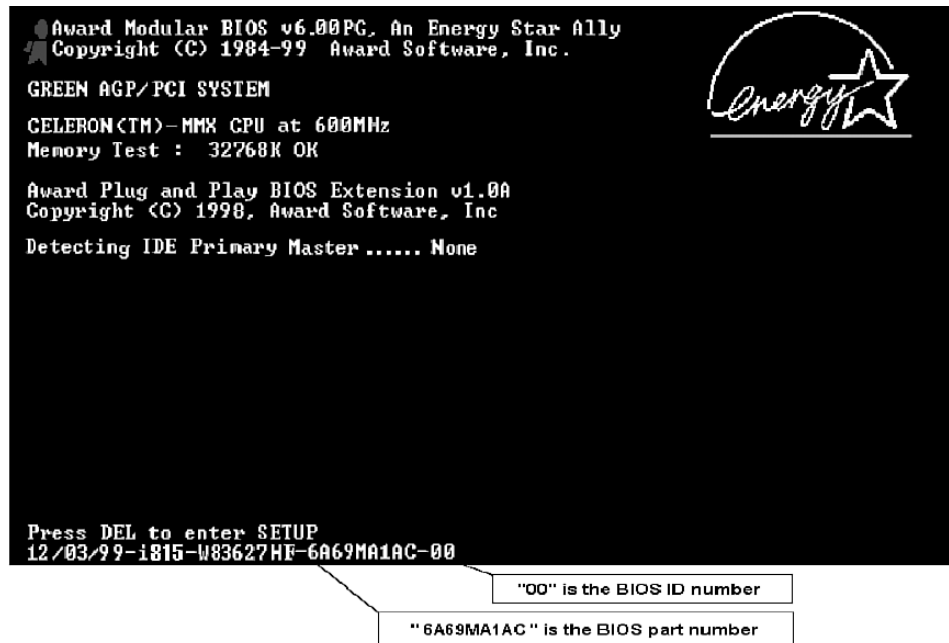 Award Modular BIOS v6.00PG, An Energy Star Ally
Copyright (C) 1984-99 Award Software, Inc.
GREEN AGP/PCI SYSTEM
energy
CELERON(TM)-MMX CPU at 600MHz
Memory Test : 32768K OK
Award Plug and Play BIOS Extension v1.0A
Copyright (C) 1998, Award Software, Inc
Detecting IDE Primary Master ...... None
Press DEL to enter SETUP
12/03/99-i815-W83627HF-6A69MA1AC-00
"00" is the BIOS ID number
"6A69MA1AC" is the BIOS part number